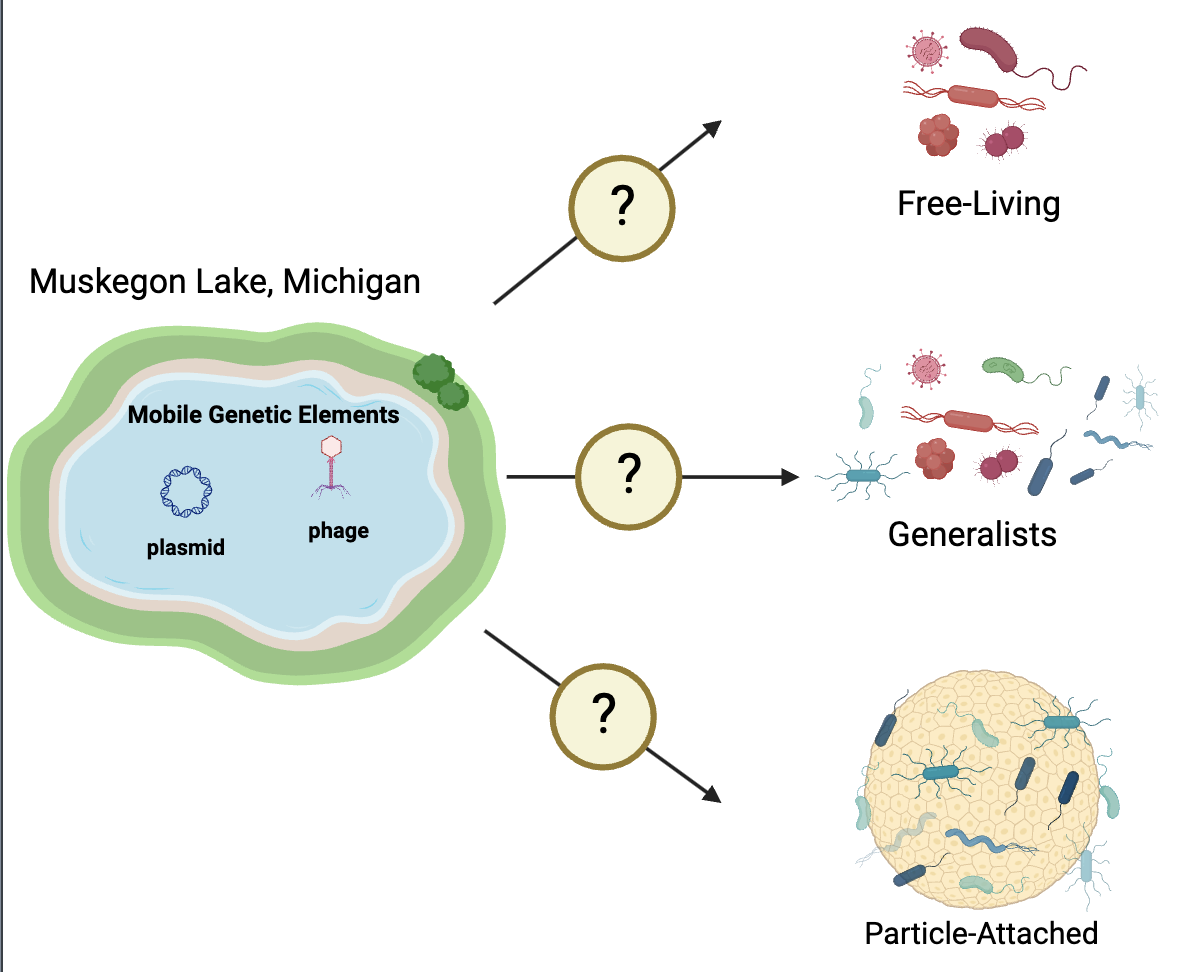 Free-Living
?
Muskegon Lake, Michigan
Mobile Genetic Elements
plasmid
phage
?
Generalists
?
Particle-Attached